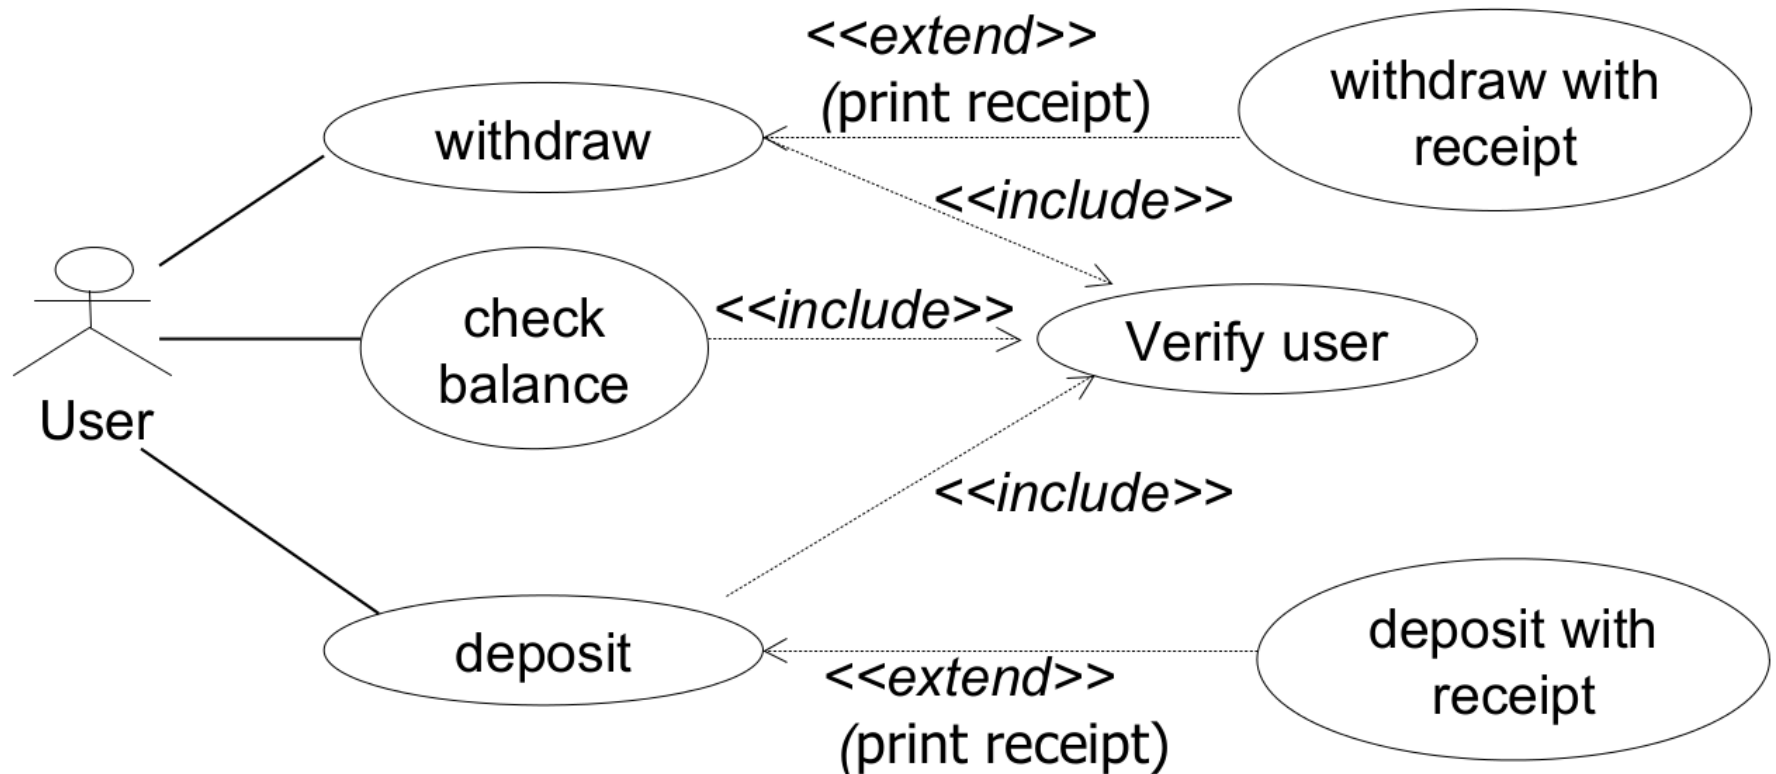 <<extend>>
(print receipt)
withdraw with
receipt
withdraw
<<include>>
check
balance
<<include>>
Verify user
User
<<include>>
deposit
<<extend>>
(print receipt)
deposit with
receipt